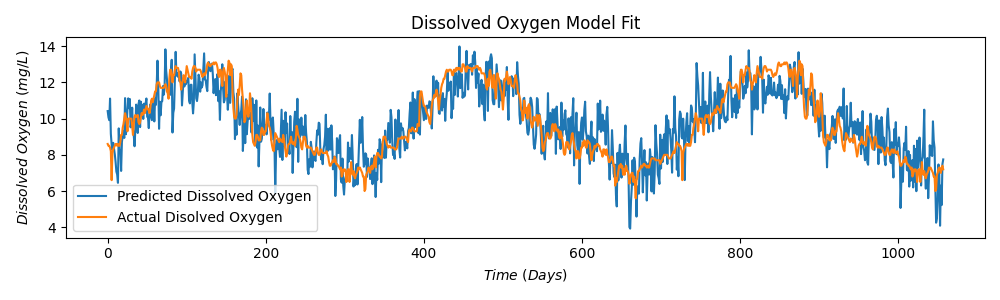 Dissolved Oxygen Model Fit
Dissolved Oxygen (mg/L)
14
12
10
8
6
4
Predicted Dissolved Oxygen
Actual Disolved Oxygen
0
200
400
600
800
1000
Time (Days)